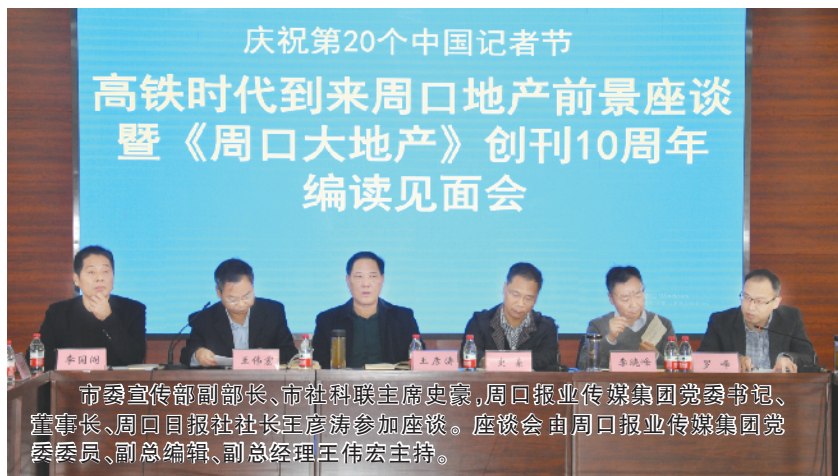 庆祝第20个中国记者节
高铁时代到来周口地产前景座谈
暨《周口大地产》创刊10周年
编读见面会
李国阁
王伟宏
王彦涛
史豪
李晓峰
罗峰
市委宣传部副部长、市社科联主席史豪,周口报业传媒集团党委书记、
董事长、周口日报社社长王彦涛参加座谈。座谈会由周口报业传媒集团党
委委员、副总编辑、副总经理王伟宏主持。